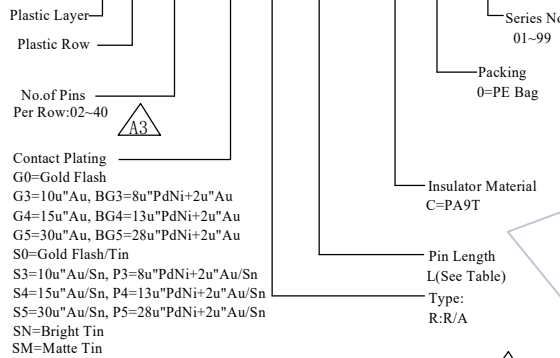 Plastic Layer
Plastic Row
No.of Pins
Per Row:02~40
A3
Contact Plating
G0=Gold Flash
G3=10u"Au, BG3=8u"PdNi+2u"Au
G4=15u"Au, BG4=13u"PdNi+2u"Au
G5=30u"Au, BG5=28u"PdNi+2u"Au
S0=Gold Flash/Tin
S3=10u"Au/Sn, P3=8u"PdNi+2u"Au/Sn
S4=15u"Au/Sn, P4=13u"PdNi+2u"Au/Sn
S5=30u"Au/Sn, P5=28u"PdNi+2u"Au/Sn
SN=Bright Tin
SM=Matte Tin
Series No
01~99
Packing
0=PE Bag
Insulator Material
C=PA9T
Pin Length
L(See Table)
Type:
R:R/A